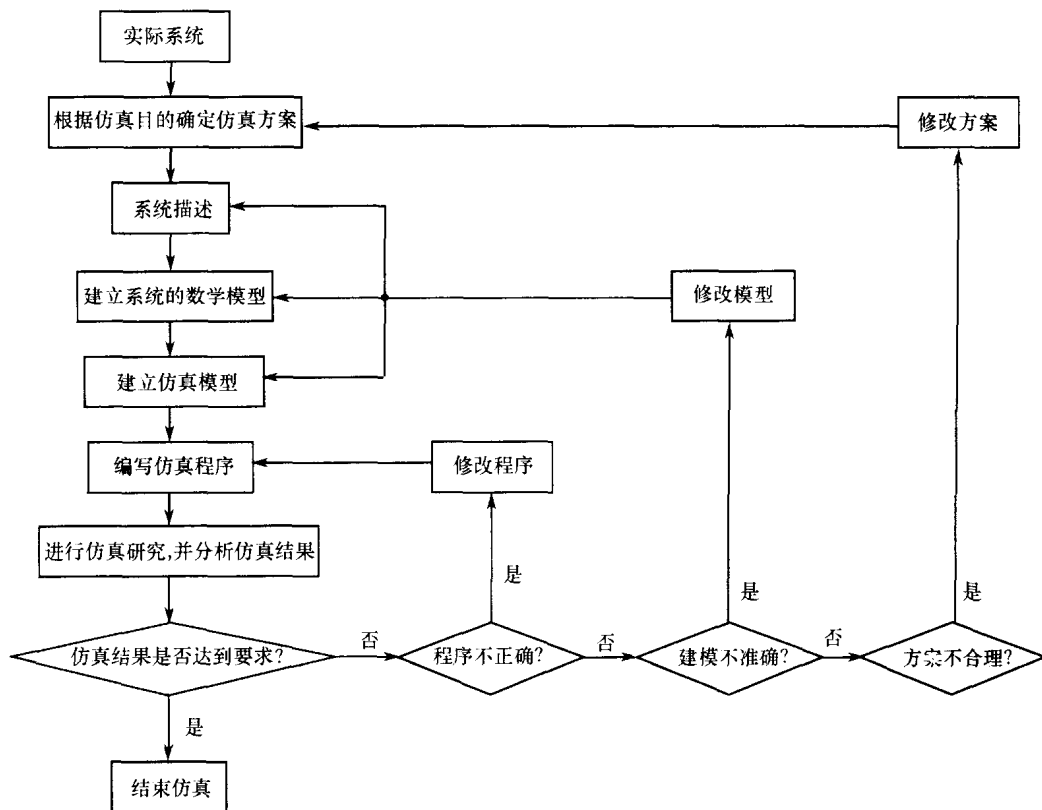 实际系统
根据仿真目的确定仿真方案
修改方案
系统描述
建立系统的数学模型
修改模型
建立仿真模型
编写仿真程序
修改程序
进行仿真研究,并分析仿真结果
是
是
是
仿真结果是否达到要求?
否
程序不正确?
否
建模不准确?
否
方案不合理?
是
结束仿真